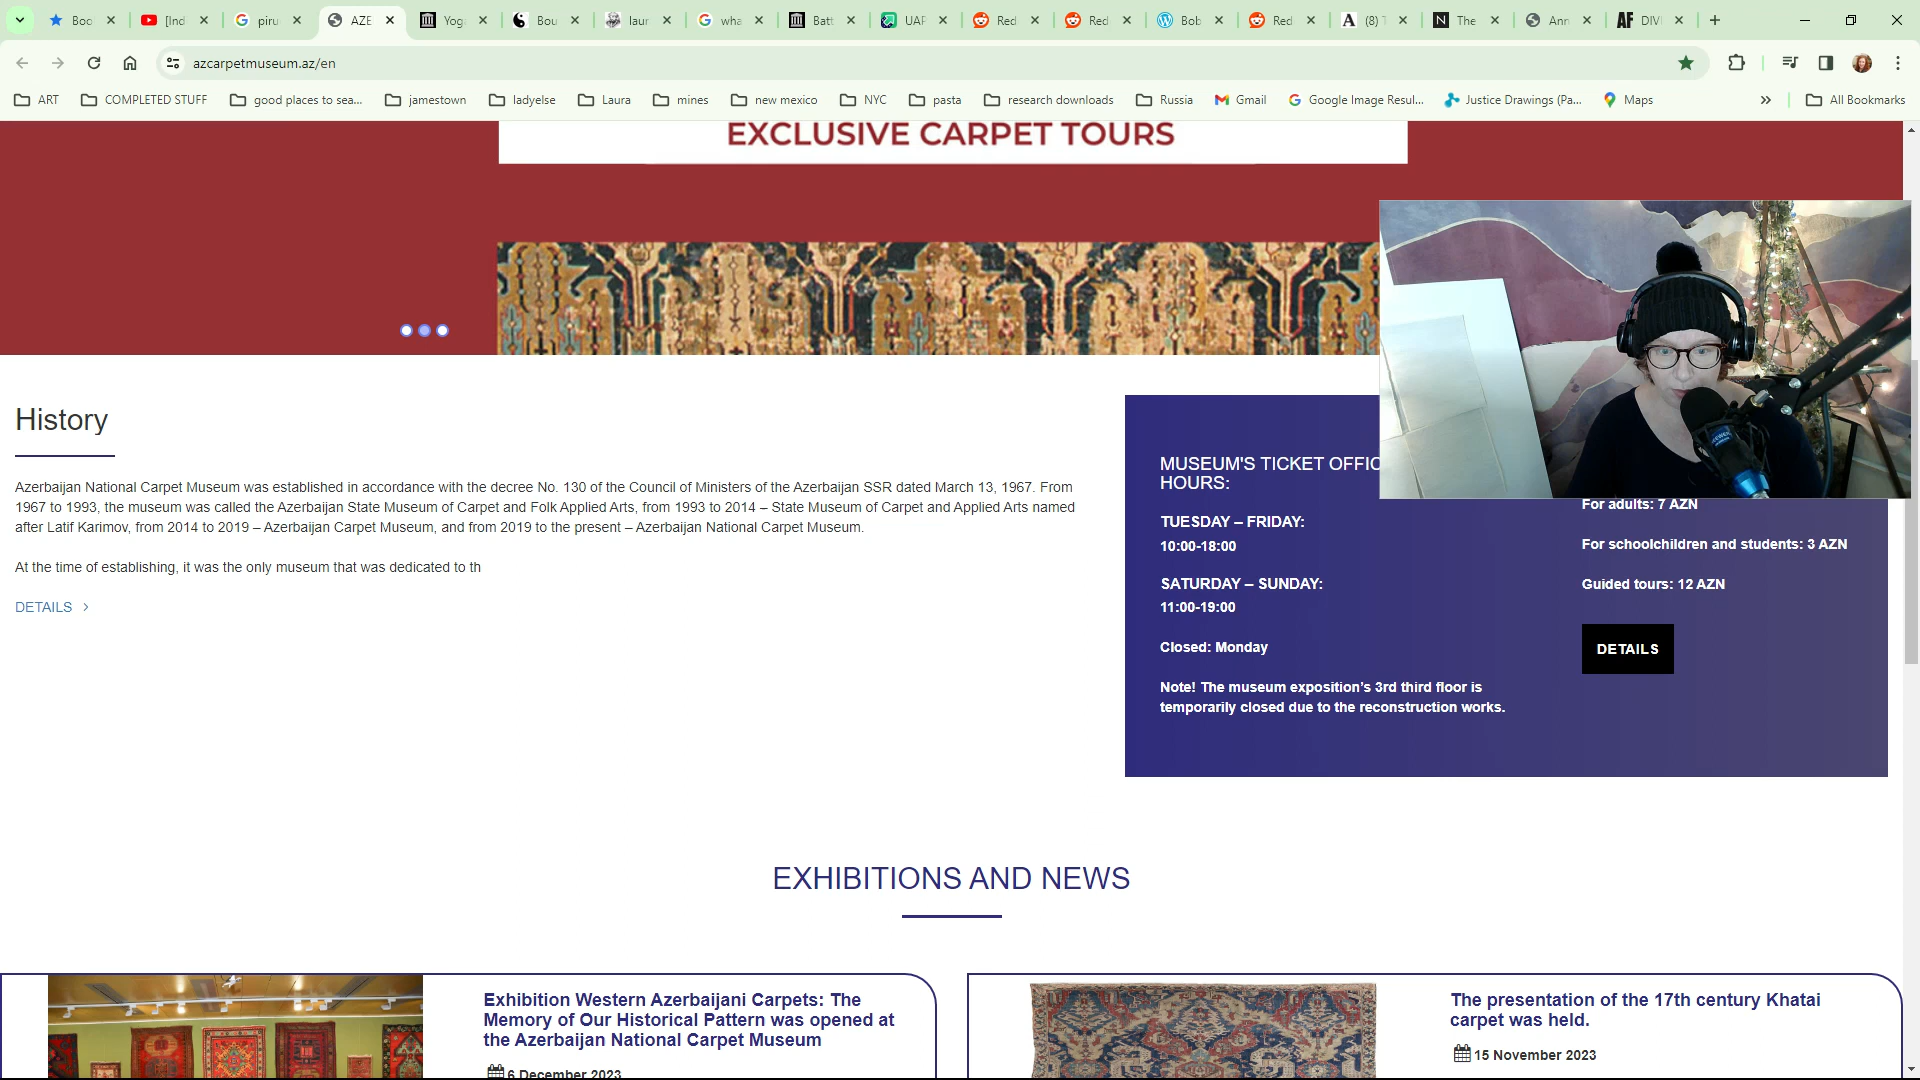 Boo
[Ind
piru
AZE
Yog
Bou
laur
wha
Batt
UAP
Red
Red
Bob
Red
(8) T
The
Ann
DIVI
azcarpetmuseum.az/en
ART
COMPLETED STUFF
good places to sea...
jamestown
ladyelse
Laura
mines
new mexico
NYC
pasta
research downloads
Russia
Gmail
Google Image Resul...
Justice Drawings (Pa...
Maps
All Bookmarks
EXCLUSIVE CARPET TOURS
History
Azerbaijan National Carpet Museum was established in accordance with the decree No. 130 of the Council of Ministers of the Azerbaijan SSR dated March 13, 1967. From
1967 to 1993, the museum was called the Azerbaijan State Museum of Carpet and Folk Applied Arts, from 1993 to 2014 – State Museum of Carpet and Applied Arts named
after Latif Karimov, from 2014 to 2019 – Azerbaijan Carpet Museum, and from 2019 to the present – Azerbaijan National Carpet Museum.
At the time of establishing, it was the only museum that was dedicated to th
DETAILS
MUSEUM'S TICKET OFFIC
HOURS:
TUESDAY – FRIDAY:
10:00-18:00
SATURDAY – SUNDAY:
11:00-19:00
Closed: Monday
Note! The museum exposition's 3rd third floor is
temporarily closed due to the reconstruction works.
For adults: 7 AZN
For schoolchildren and students: 3 AZN
Guided tours: 12 AZN
DETAILS
EXHIBITIONS AND NEWS
Exhibition Western Azerbaijani Carpets: The
Memory of Our Historical Pattern was opened at
the Azerbaijan National Carpet Museum
6 December 2023
The presentation of the 17th century Khatai
carpet was held.
15 November 2023